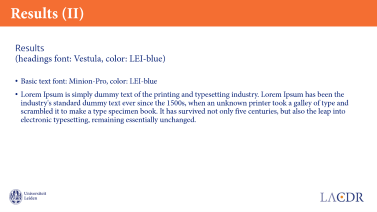 Results (II)
Results
(headings font: Vestula, color: LEI-blue)
• Basic text font: Minion-Pro, color: LEI-blue
• Lorem Ipsum is simply dummy text of the printing and typesetting industry. Lorem Ipsum has been the
industry's standard dummy text ever since the 1500s, when an unknown printer took a galley of type and
scrambled it to make a type specimen book. It has survived not only five centuries, but also the leap into
electronic typesetting, remaining essentially unchanged.
Universiteit
Leiden
LACDR